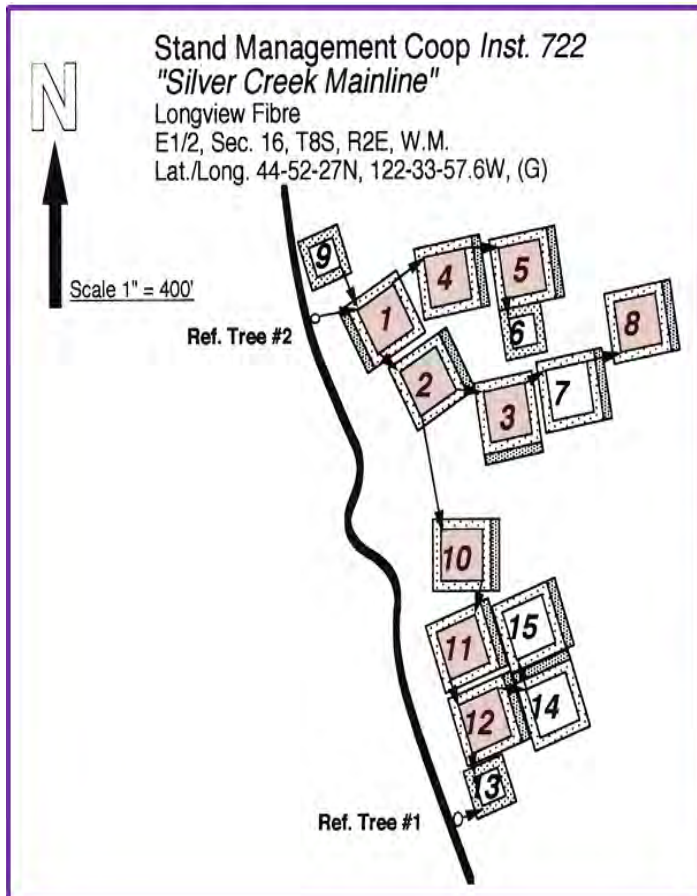 Stand Management Coop Inst. 722
"Silver Creek Mainline"
Longview Fibre
E1/2, Sec. 16, T8S, R2E, W.M.
Lat./Long. 44-52-27N, 122-33-57.6W, (G)
N
Scale 1" = 400'
9
4
5
1
Ref. Tree #2
6
8
2
7
3
10
15
11
14
12
13
Ref. Tree #1